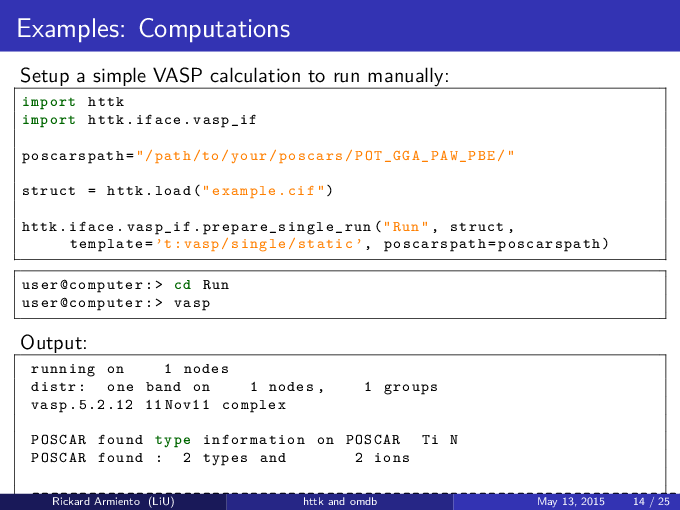 Examples: Computations
Setup a simple VASP calculation to run manually:
import httk
import httk.iface.vasp_if
poscarspath="/path/to/your/poscars/POT_GGA_PAW_PBE/"
struct = httk.load("example.cif")
httk.iface.vasp_if.prepare_single_run("Run", struct,
template='t:vasp/single/static', poscarspath=poscarspath)
user@computer:> cd Run
user@computer:> vasp
Output:
running on    1 nodes
distr:  one band on    1 nodes,    1 groups
vasp.5.2.12 11Nov11 complex
POSCAR found type information on POSCAR  Ti N
POSCAR found :  2 types and       2 ions
Rickard Armiento (LiU) httk and omdb May 13, 2015 14 / 25